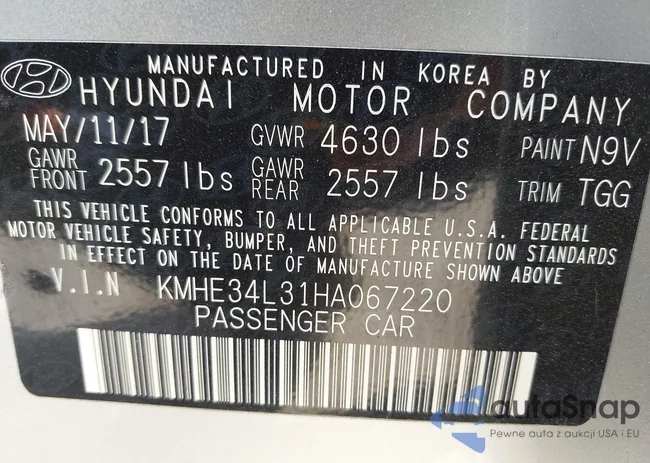 MANUFACTURED IN KOREA BY
HYUNDAI MOTOR COMPANY
MAY/11/17 GVWR 4630 lbs PAINT N9V
GAWR FRONT 2557 lbs GAWR REAR 2557 lbs TRIM TGG
THIS VEHICLE CONFORMS TO ALL APPLICABLE U.S.A. FEDERAL
MOTOR VEHICLE SAFETY, BUMPER, AND THEFT PREVENTION STANDARDS
IN EFFECT ON THE DATE OF MANUFACTURE SHOWN ABOVE
V.I.N KMHE34L31HA067220
PASSENGER CAR
autoSnap
Pewne auta z aukcji USA i EU